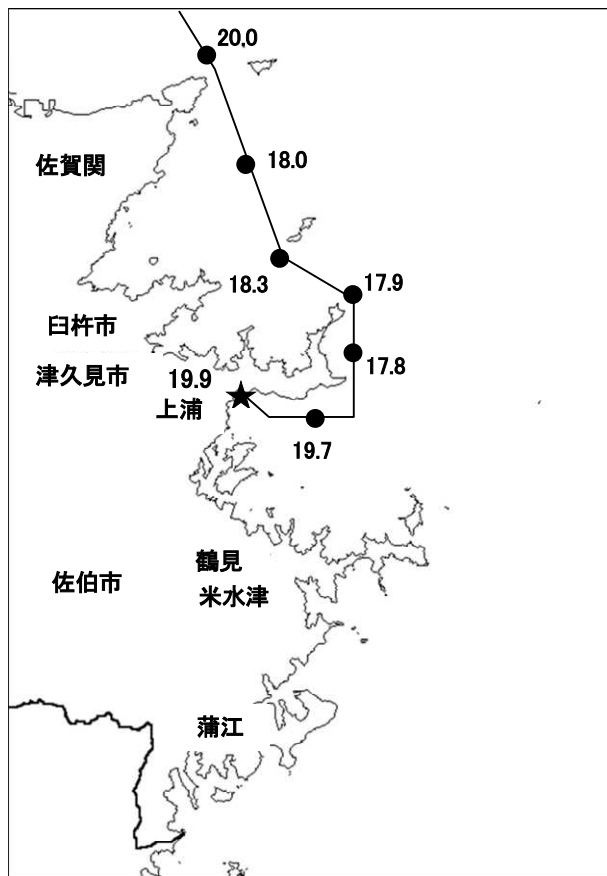 20.0
佐賀関
18.0
18.3
17.9
臼杵市
津久見市
19.9
17.8
上浦
19.7
鶴見
佐伯市
米水津
蒲江